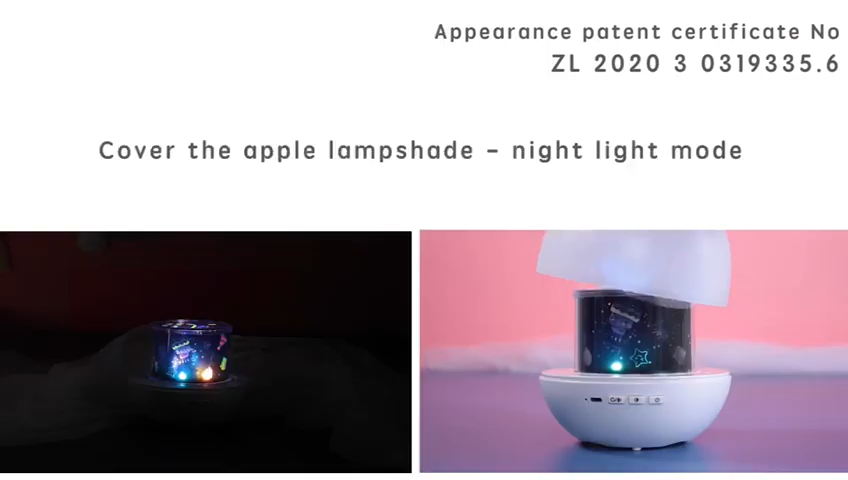 Appearance patent certificate No
ZL 2020 3 0319335.6
Cover the apple lampshade – night light mode